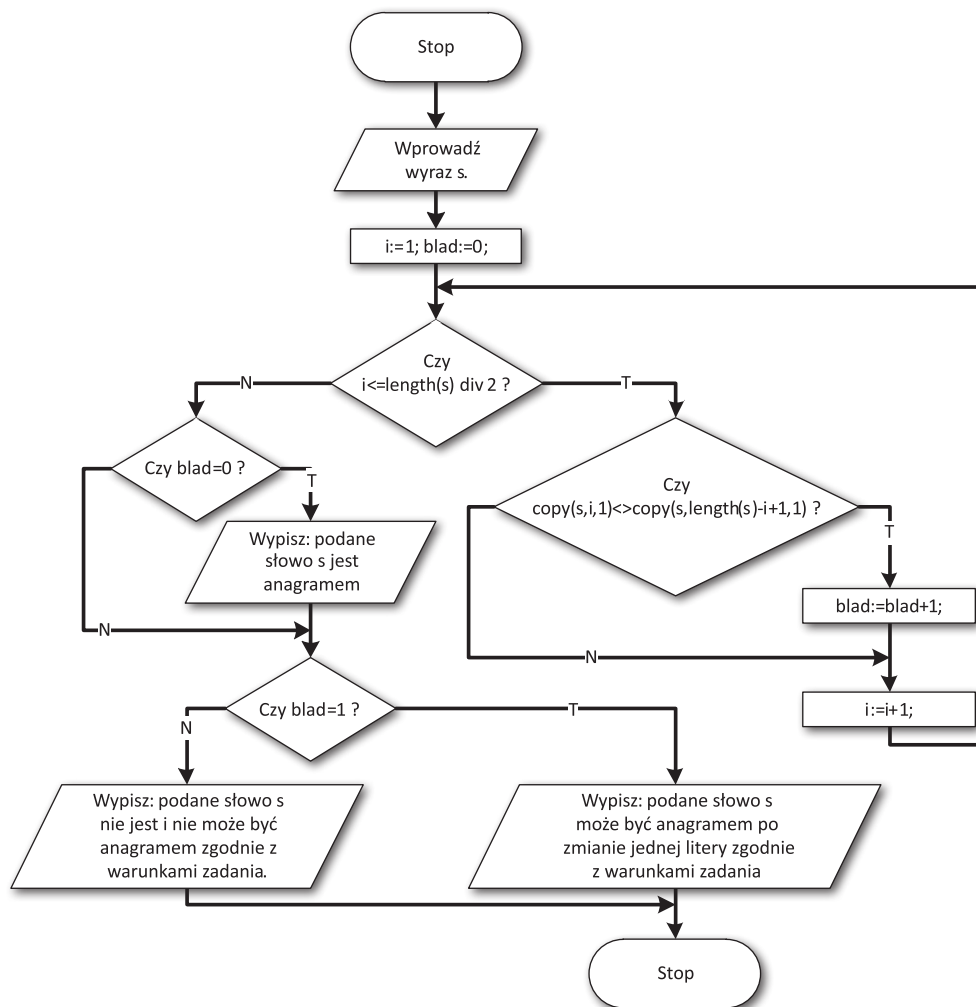 Stop
Wprowadź
wyraz s.
i:=1; blad:=0;
Czy
i<=length(s) div 2 ?
N
T
Czy blad=0 ?
T
Wypisz: podane
słowo s jest
anagramem
N
Czy
copy(s,i,1)<>copy(s,length(s)-i+1,1) ?
T
blad:=blad+1;
N
i:=i+1;
Czy blad=1 ?
N
T
Wypisz: podane słowo s
nie jest i nie może być
anagramem zgodnie z
warunkami zadania.
Wypisz: podane słowo s
może być anagramem po
zmianie jednej litery zgodnie
z warunkami zadania
Stop